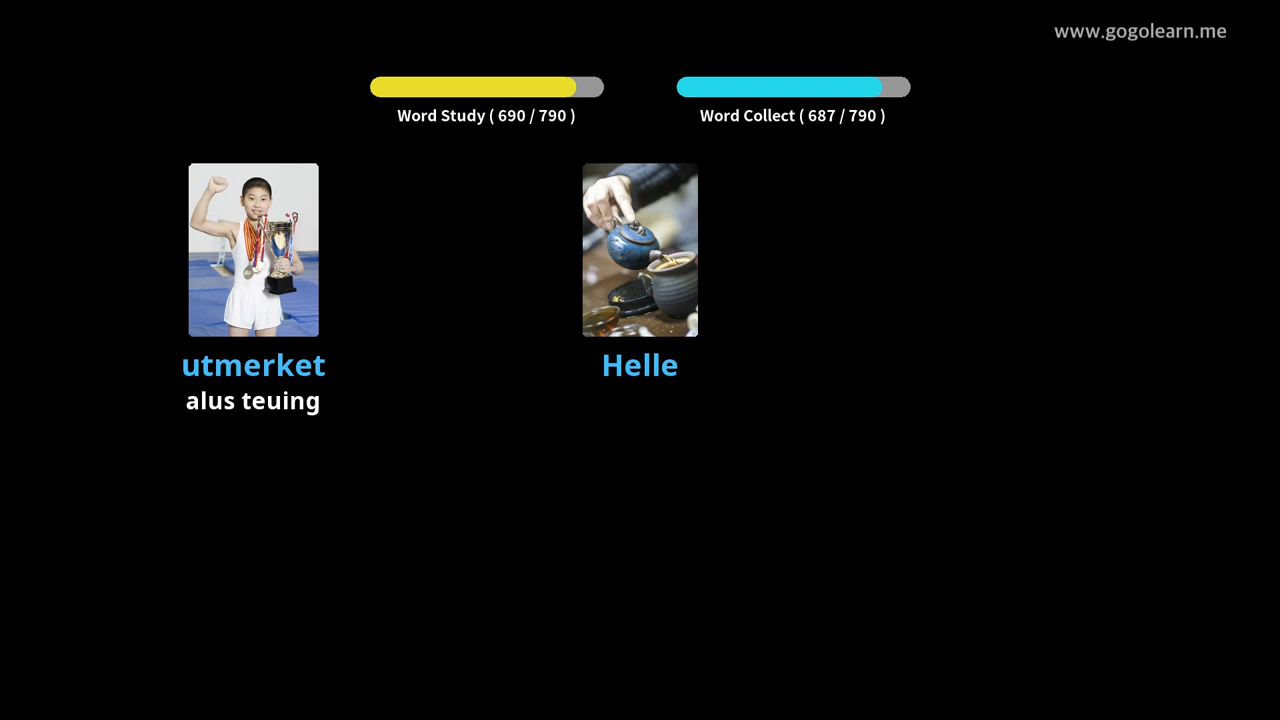 www.gogolearn.me
Word Study ( 690 / 790 )
Word Collect ( 687 / 790 )
utmerket
Helle
alus teuing